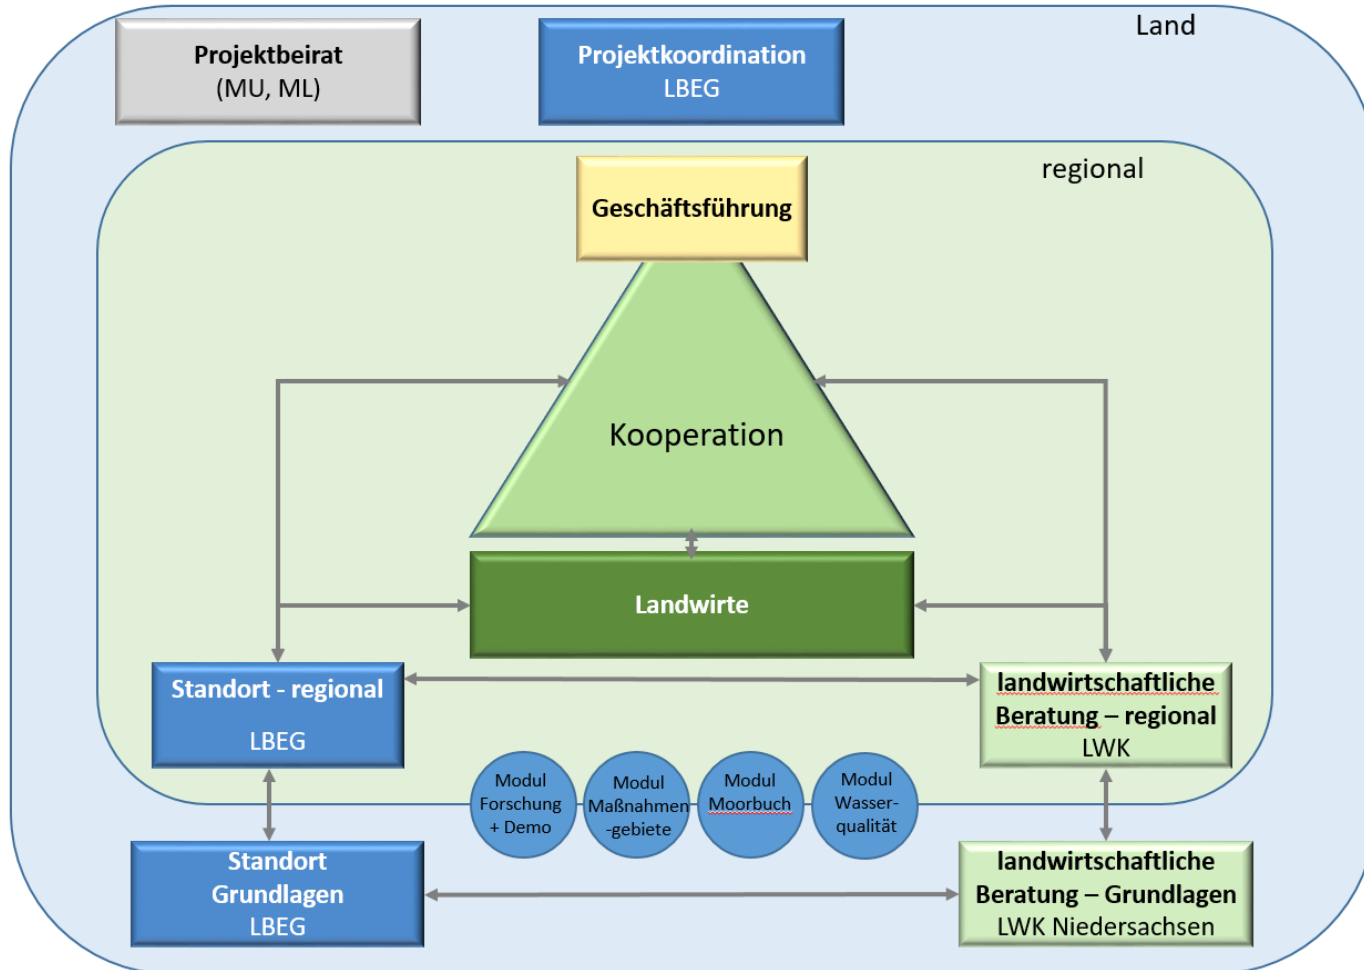 Land
Projektbeirat
(MU, ML)
Projektkoordination
LBEG
regional
Geschäftsführung
Kooperation
Landwirte
Standort - regional
LBEG
landwirtschaftliche
Beratung – regional
LWK
Modul
Forschung
+ Demo
Modul
Maßnahmen
-gebiete
Modul
Moorbuch
Modul
Wasser-
qualität
Standort
Grundlagen
LBEG
landwirtschaftliche
Beratung – Grundlagen
LWK Niedersachsen